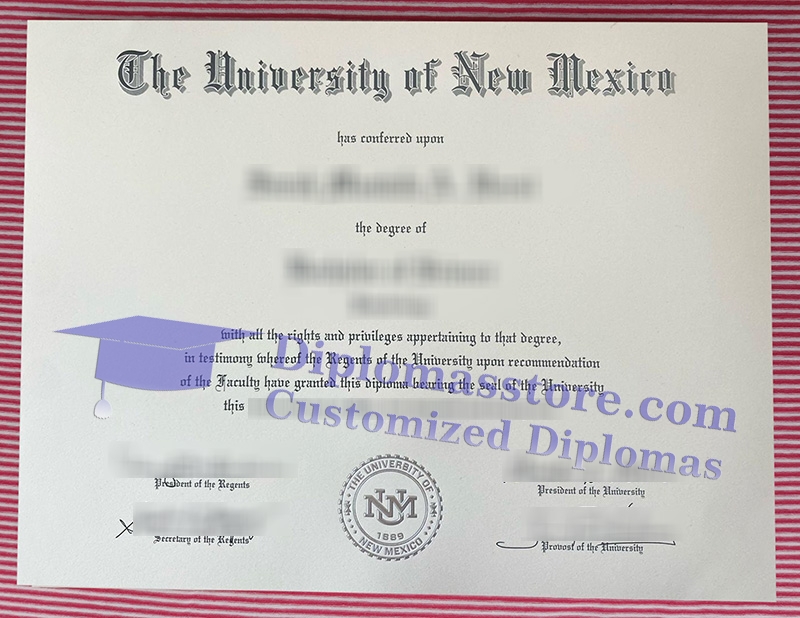 The University of New Mexico
has conferred upon
the degree of
with all the rights and privileges appertaining to that degree,
in testimony whereof the Regents of the University upon recommendation
of the Faculty have granted this diploma bearing the seal of the University
this
Diplomasstore.com
Customized Diplomas
President of the Regents
President of the University
Secretary of the Regents
Provost of the University
THE UNIVERSITY OF
UNM
1889
NEW MEXICO